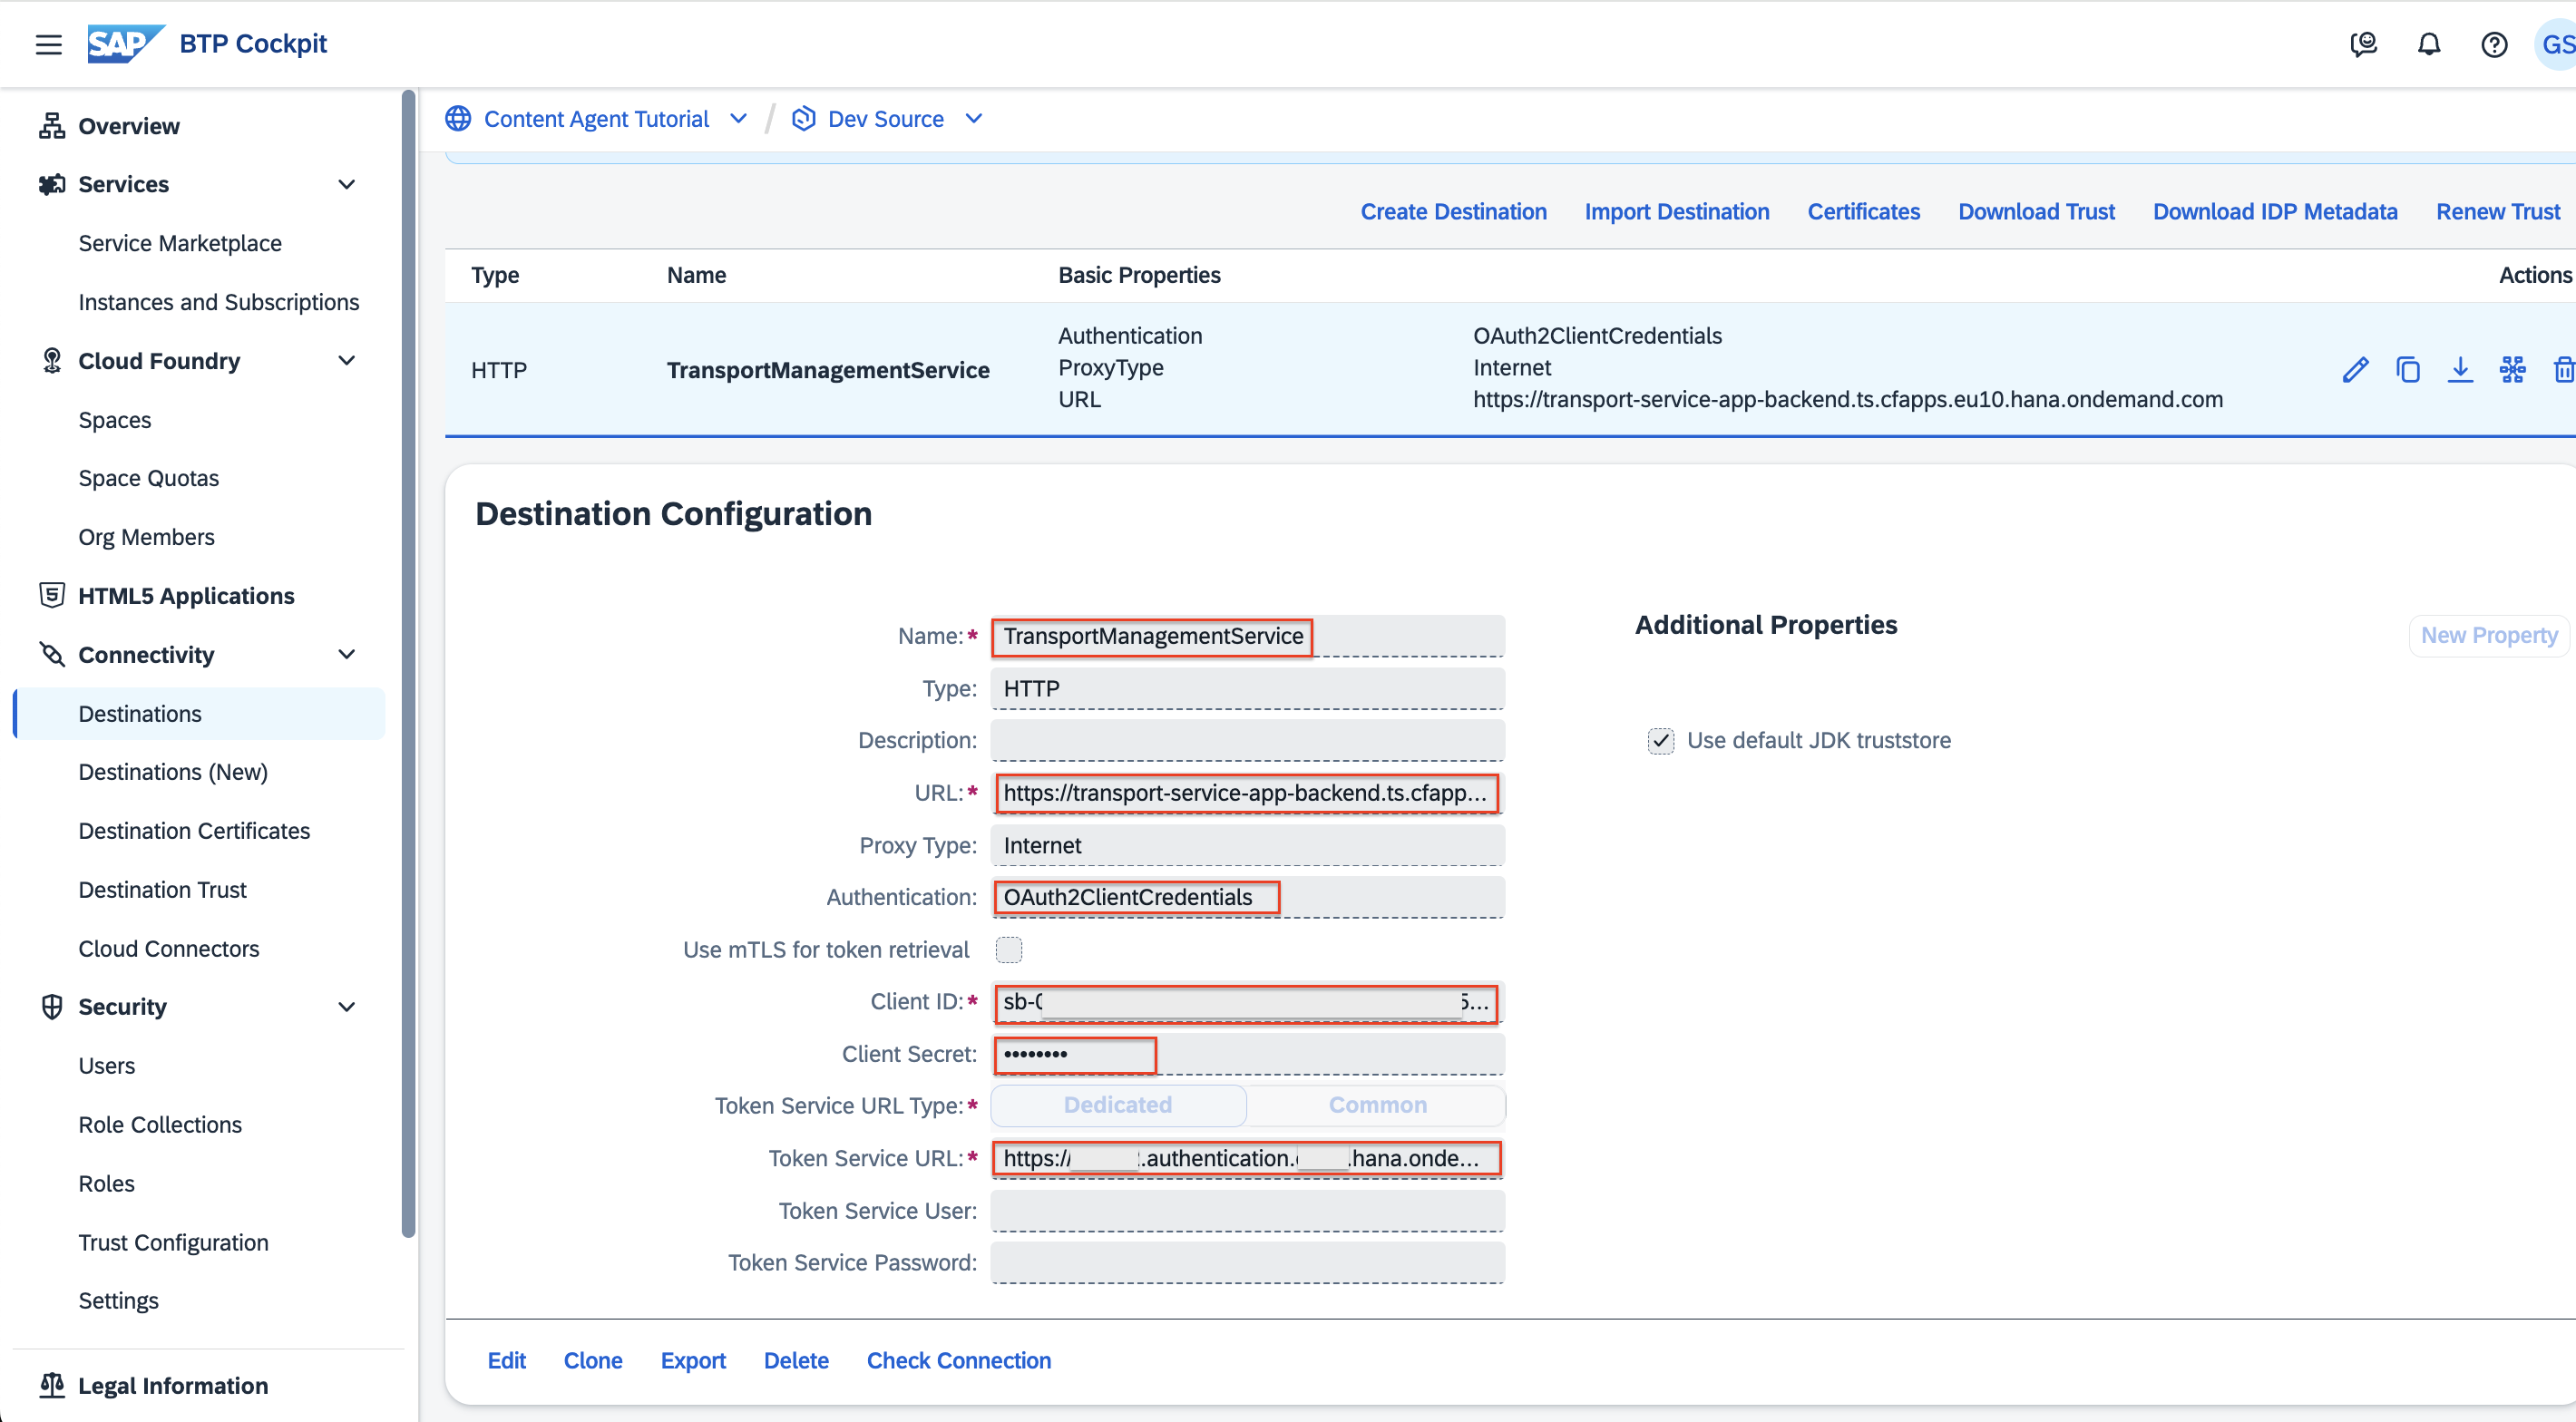 SAP BTP Cockpit
GS
Overview
Services
Service Marketplace
Instances and Subscriptions
Cloud Foundry
Spaces
Space Quotas
Org Members
HTML5 Applications
Connectivity
Destinations
Destinations (New)
Destination Certificates
Destination Trust
Cloud Connectors
Security
Users
Role Collections
Roles
Trust Configuration
Settings
Legal Information
Content Agent Tutorial / Dev Source
Create Destination Import Destination Certificates Download Trust Download IDP Metadata Renew Trust
Type Name Basic Properties Actions
HTTP TransportManagementService
Authentication OAuth2ClientCredentials
ProxyType Internet
URL https://transport-service-app-backend.ts.cfapps.eu10.hana.ondemand.com
Destination Configuration
Name:* TransportManagementService
Type: HTTP
Description:
URL:* https://transport-service-app-backend.ts.cfapp...
Proxy Type: Internet
Authentication: OAuth2ClientCredentials
Use mTLS for token retrieval
Client ID:* sb- ...
Client Secret: ••••••••
Token Service URL Type:* Dedicated Common
Token Service URL:* https:// .authentication. .hana.onde...
Token Service User:
Token Service Password:
Additional Properties
New Property
Use default JDK truststore
Edit Clone Export Delete Check Connection